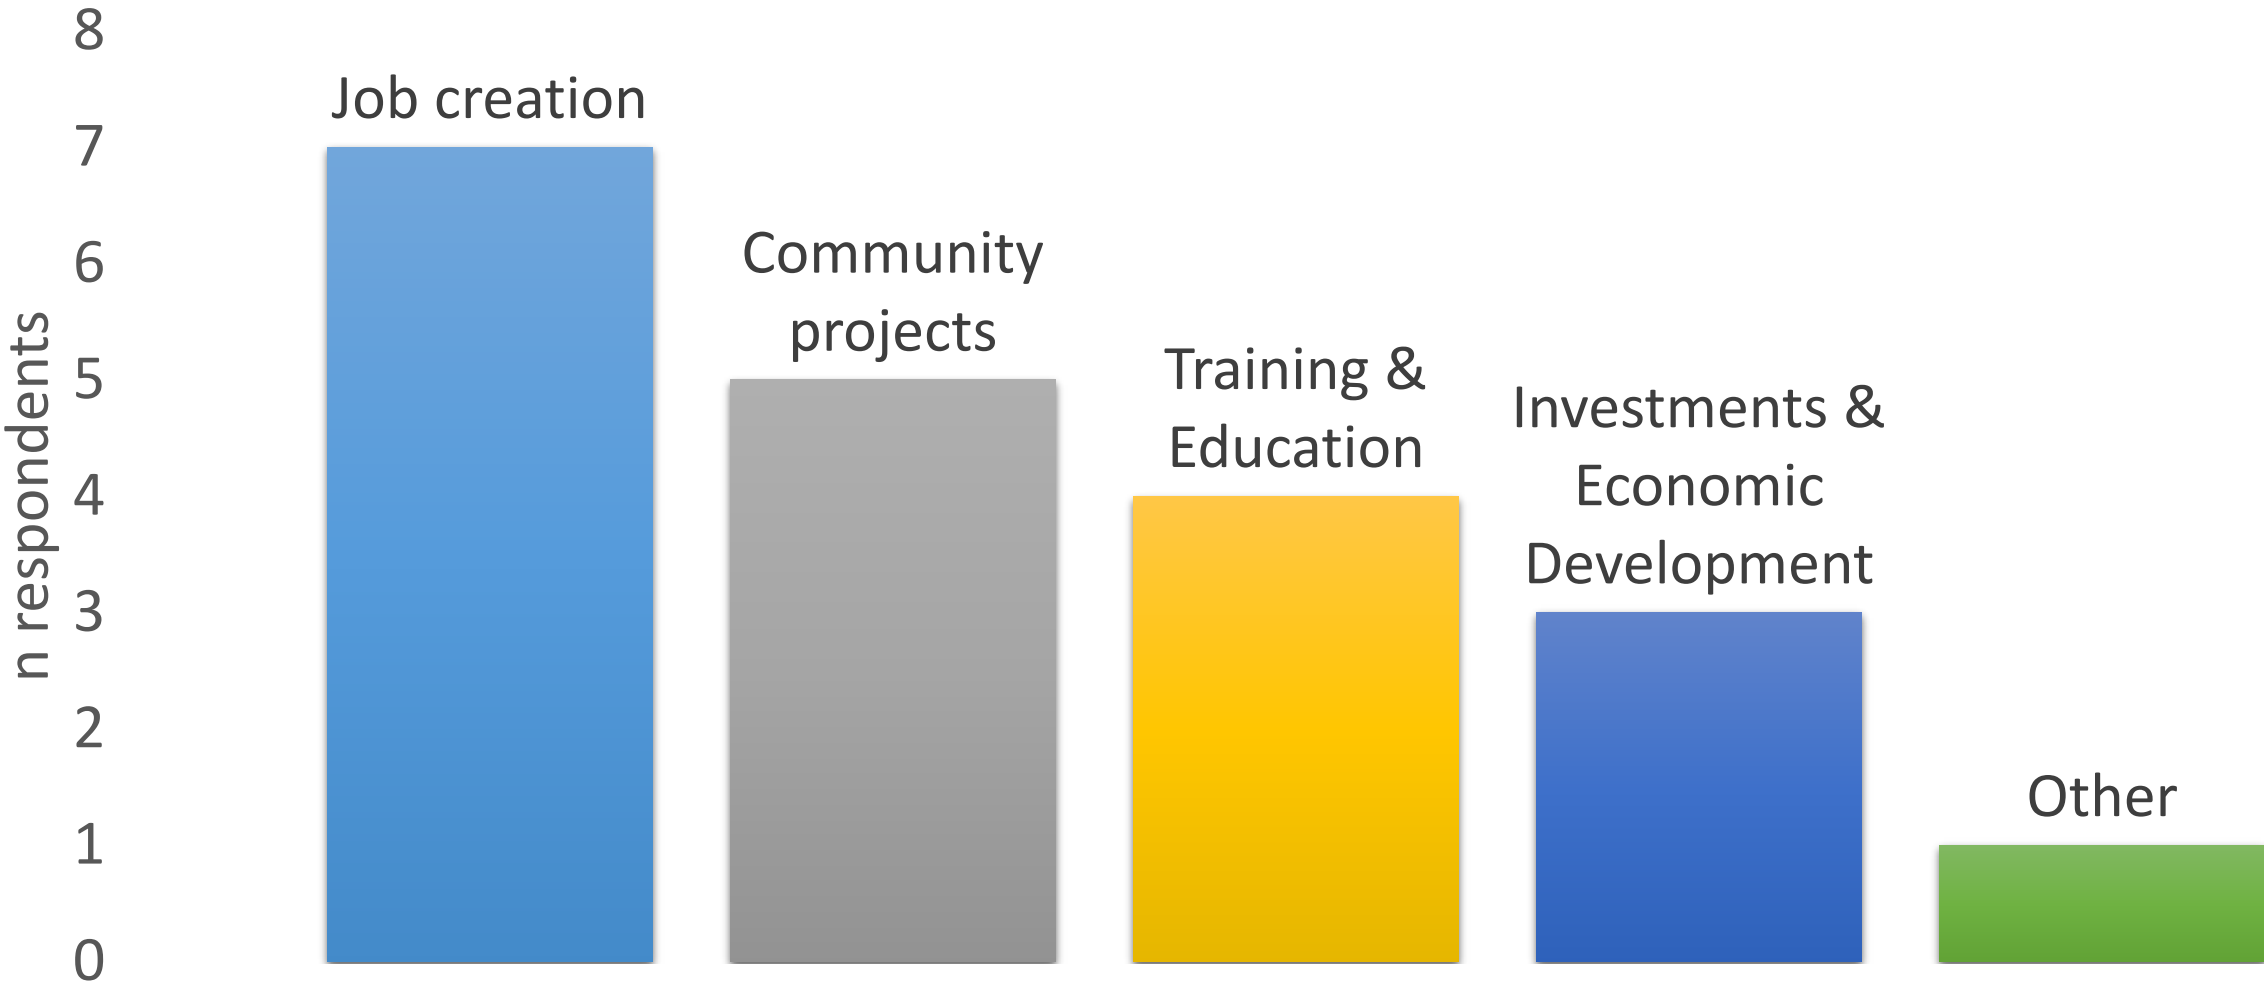 8
7
6
5
4
3
2
1
0
n respondents
Job creation
Community
projects
Training &
Education
Investments &
Economic
Development
Other